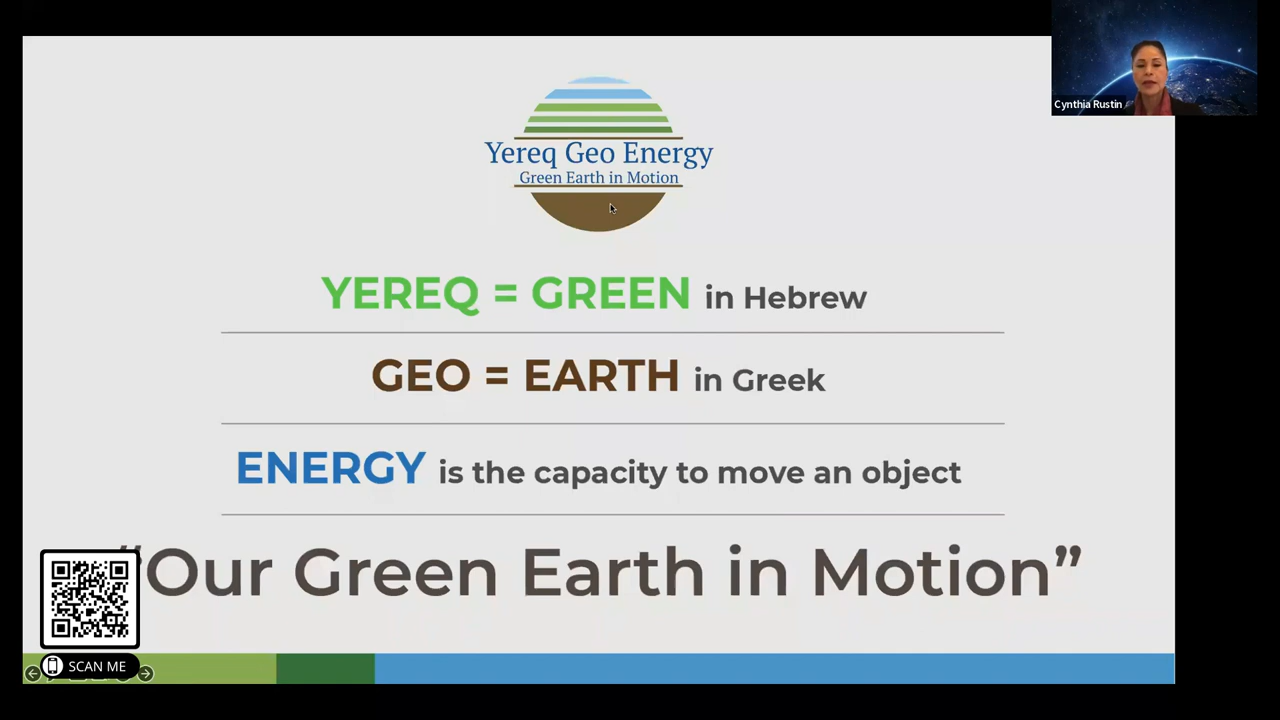 Cynthia Rustin
Yereq Geo Energy
Green Earth in Motion
YEREQ = GREEN in Hebrew
GEO = EARTH in Greek
ENERGY is the capacity to move an object
“Our Green Earth in Motion”
SCAN ME